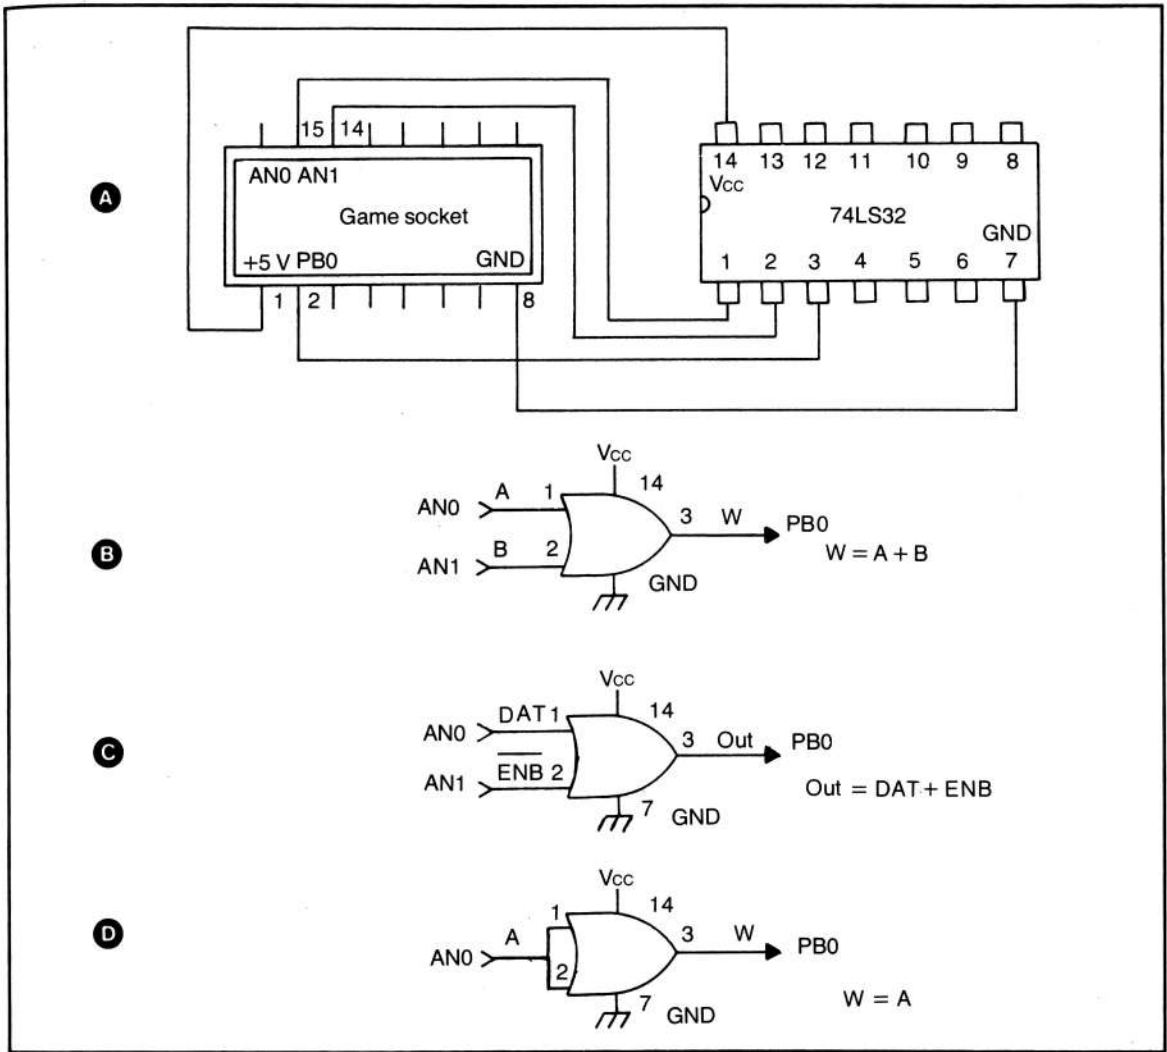 A
15 14
AN0 AN1
Game socket
+5 V PB0 GND
1 2 8
14 13 12 11 10 9 8
Vcc
74LS32
GND
1 2 3 4 5 6 7
B
Vcc
14
AN0 A 1
3 W PB0
AN1 B 2
W = A + B
GND
C
Vcc
14
AN0 DAT 1
3 Out PB0
AN1 E̅N̅B̅ 2
Out = DAT + ENB
7 GND
D
Vcc
14
1
AN0 A
3 W PB0
2
7 GND
W = A